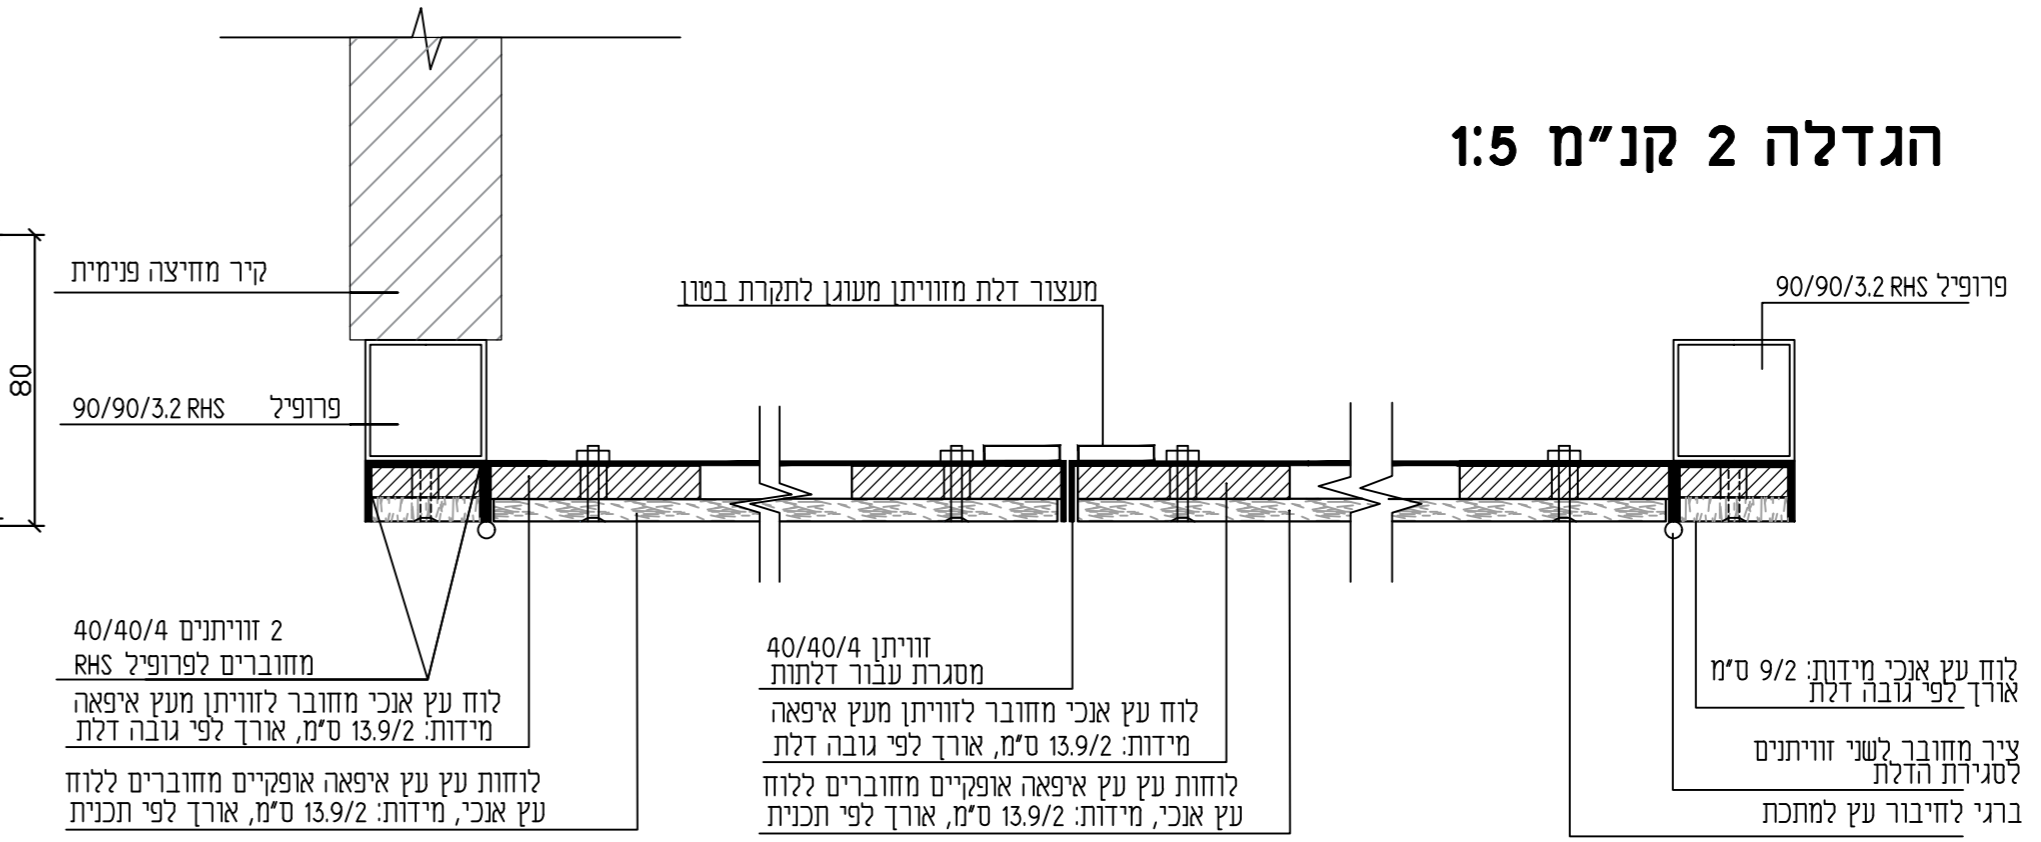 הגדלה 2 קנ"מ 1:5
קיר מחיצה פנימית
מעצור דלת מזוויתן מעוגן לתקרת בטון
פרופיל 90/90/3.2 RHS
80
פרופיל 90/90/3.2 RHS
2 זוויתנים 40/40/4
מחוברים לפרופיל RHS
לוח עץ אנכי מחובר לזוויתן מעץ איפאה
מידות: 13.9/2 ס"מ, אורך לפי גובה דלת
לוחות עץ עץ איפאה אופקיים מחוברים ללוח
עץ אנכי, מידות: 13.9/2 ס"מ, אורך לפי תכנית
זוויתן 40/40/4
מסגרת עבור דלתות
לוח עץ אנכי מחובר לזוויתן מעץ איפאה
מידות: 13.9/2 ס"מ, אורך לפי גובה דלת
לוחות עץ עץ איפאה אופקיים מחוברים ללוח
עץ אנכי, מידות: 13.9/2 ס"מ, אורך לפי תכנית
לוח עץ אנכי מידות: 9/2 ס"מ
אורך לפי גובה דלת
ציר מחובר לשני זוויתנים
לסגירת הדלת
ברגי לחיבור עץ למתכת